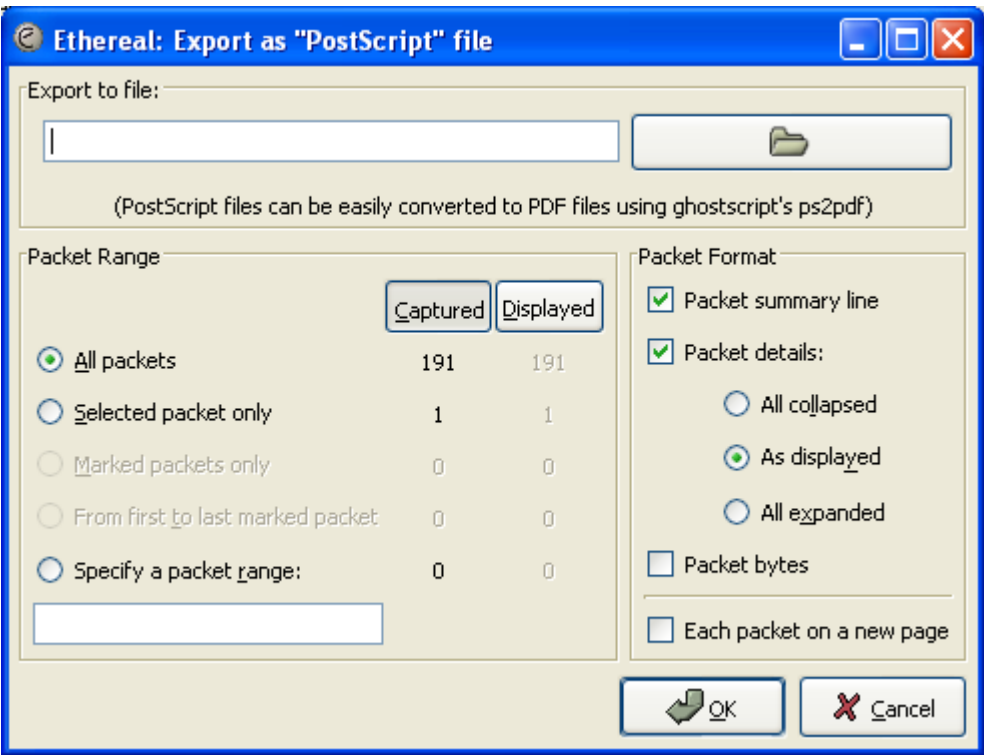 Ethereal: Export as "PostScript" file
Export to file:
(PostScript files can be easily converted to PDF files using ghostscript's ps2pdf)
Packet Range
Captured Displayed
All packets 191 191
Selected packet only 1 1
Marked packets only 0 0
From first to last marked packet 0 0
Specify a packet range: 0 0
Packet Format
Packet summary line
Packet details:
All collapsed
As displayed
All expanded
Packet bytes
Each packet on a new page
OK Cancel